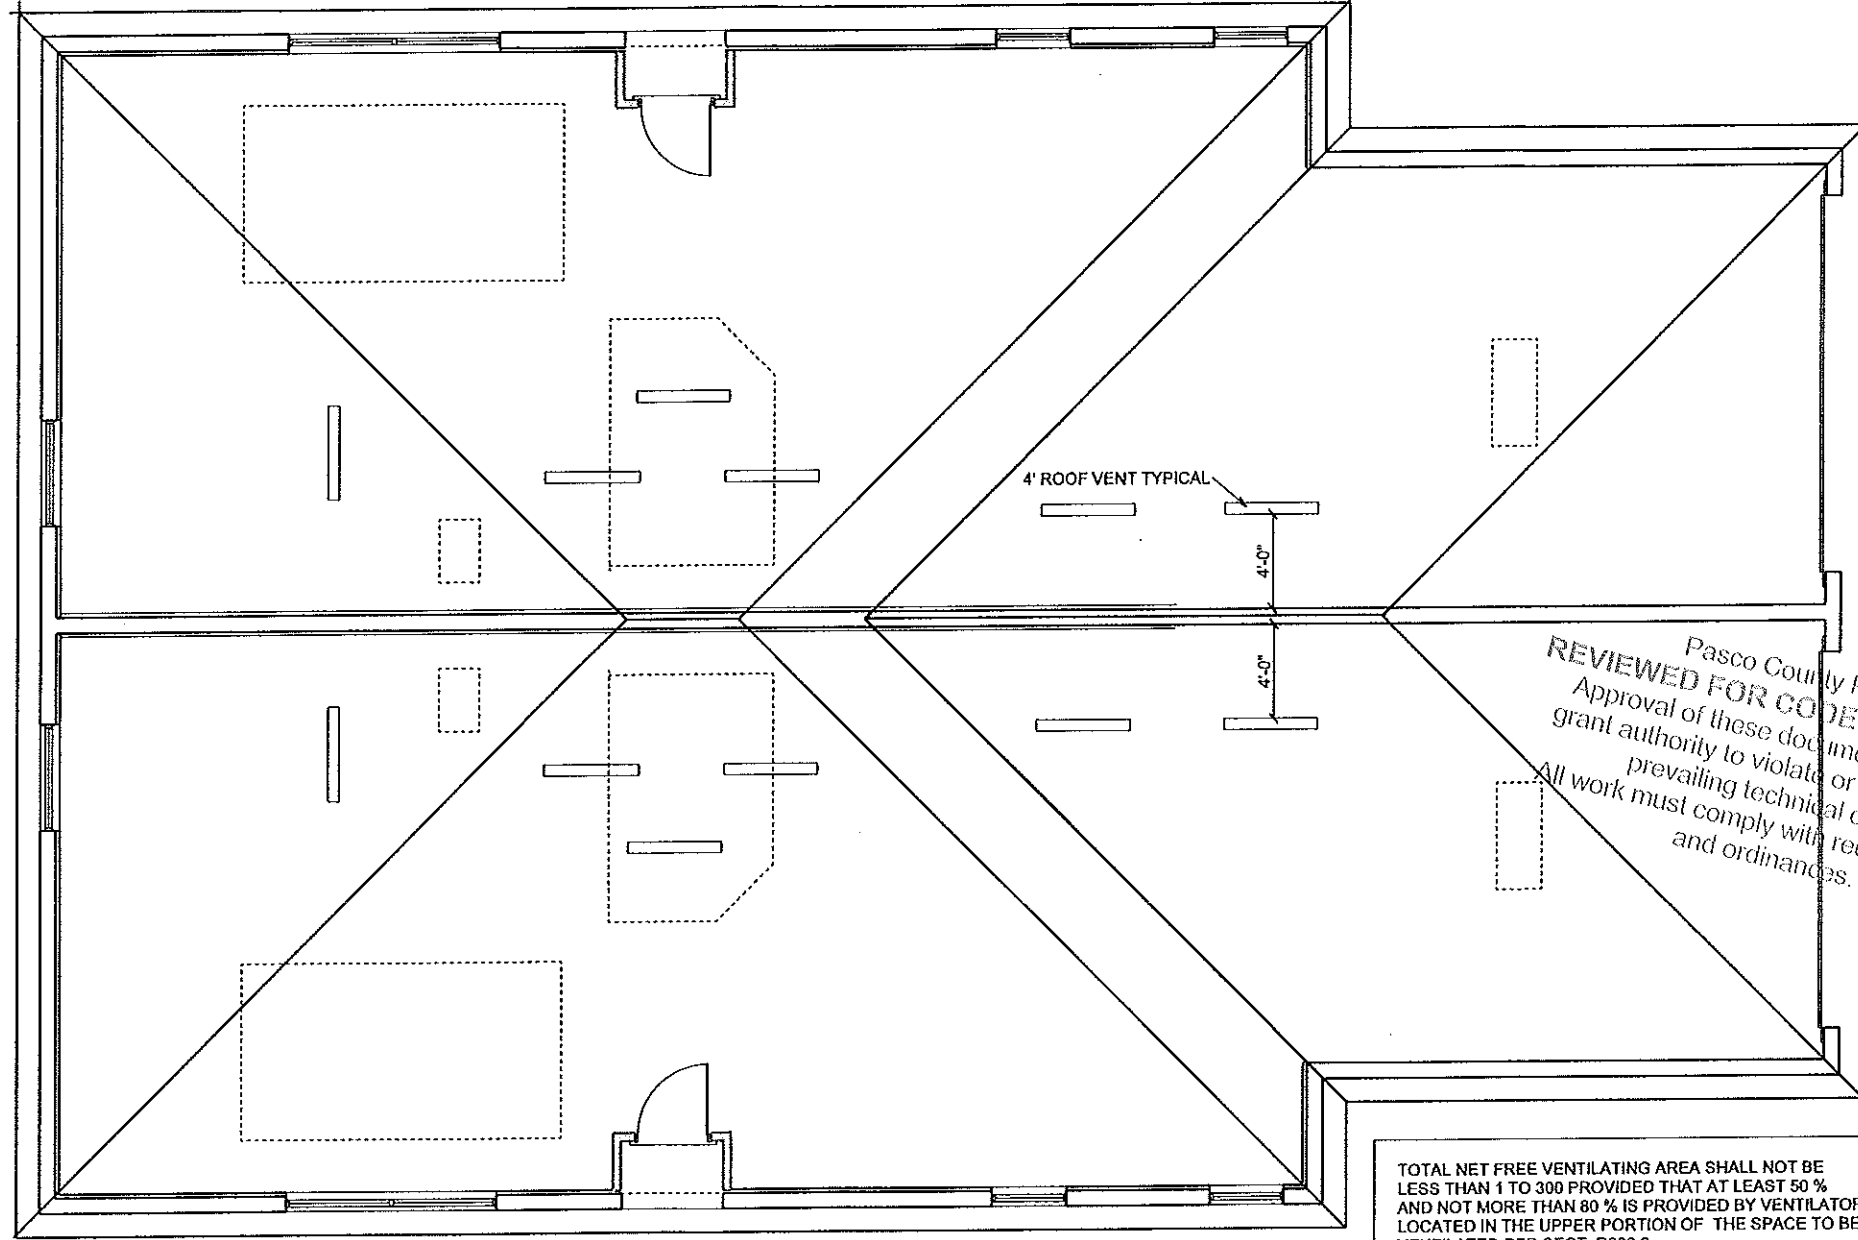 4' ROOF VENT TYPICAL
4'-0"
4'-0"
Pasco County
REVIEWED FOR CODE
Approval of these
grant authority to violate or
prevailing technical
All work must comply with
and ordinances.
TOTAL NET FREE VENTILATING AREA SHALL NOT BE
LESS THAN 1 TO 300 PROVIDED THAT AT LEAST 50 %
AND NOT MORE THAN 80 % IS PROVIDED BY VENTILATOR
LOCATED IN THE UPPER PORTION OF THE SPACE TO BE